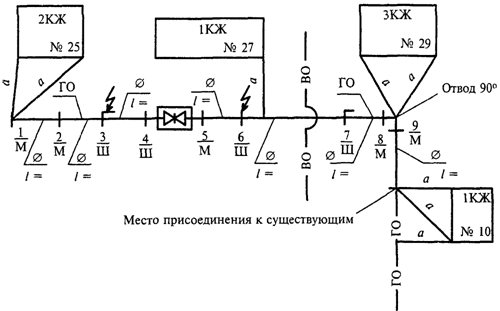 2КЖ
№ 25
1КЖ
№ 27
3КЖ
№ 29
а
а
а
а
а
ВО
ГО
ГО
∅
l =
∅
l =
Отвод 90°
1
М
2
М
3
Ш
4
Ш
5
М
6
Ш
7
Ш
8
М
9
М
∅
l =
∅
l =
∅
l =
∅
l =
∅
l =
ВО
а
Место присоединения к существующим
1КЖ
№ 10
а
а
ГО
ГО